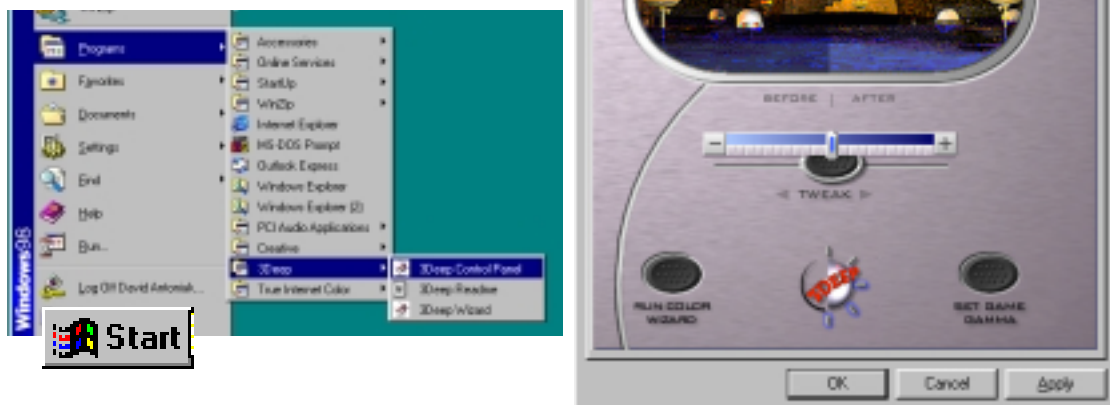 Programs
Favorites
Documents
Settings
Find
Help
Run...
Log Off David Antoniak...
Windows98
Start
Accessories
Online Services
StartUp
WinZip
Internet Explorer
MS-DOS Prompt
Outlook Express
Windows Explorer
Windows Explorer (2)
PCI Audio Applications
Creative
3Deep
True Internet Color
3Deep Control Panel
3Deep Readme
3Deep Wizard
BEFORE | AFTER
TWEAK
RUN COLOR
WIZARD
3DEEP
SET GAME
GAMMA
OK
Cancel
Apply